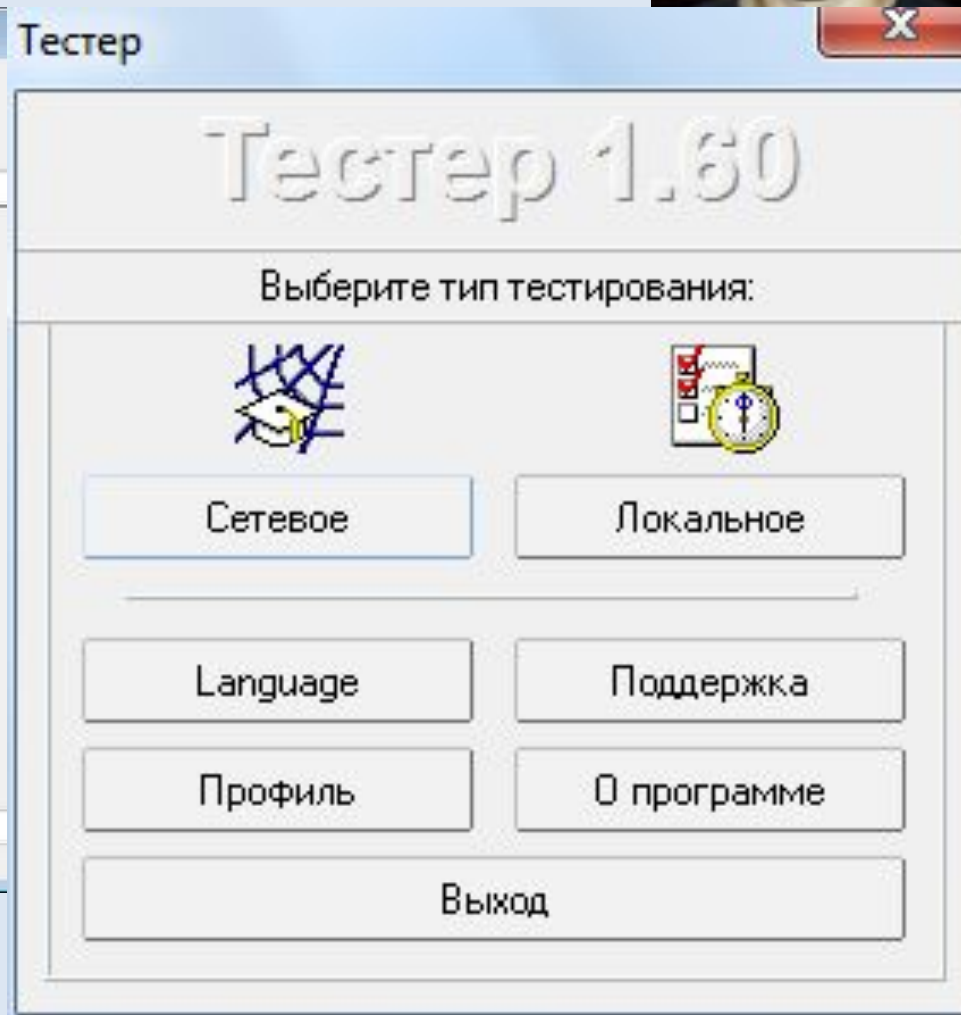 Тестер
Тестер 1.60
Выберите тип тестирования:
Сетевое Локальное
Language Поддержка
Профиль О программе
Выход